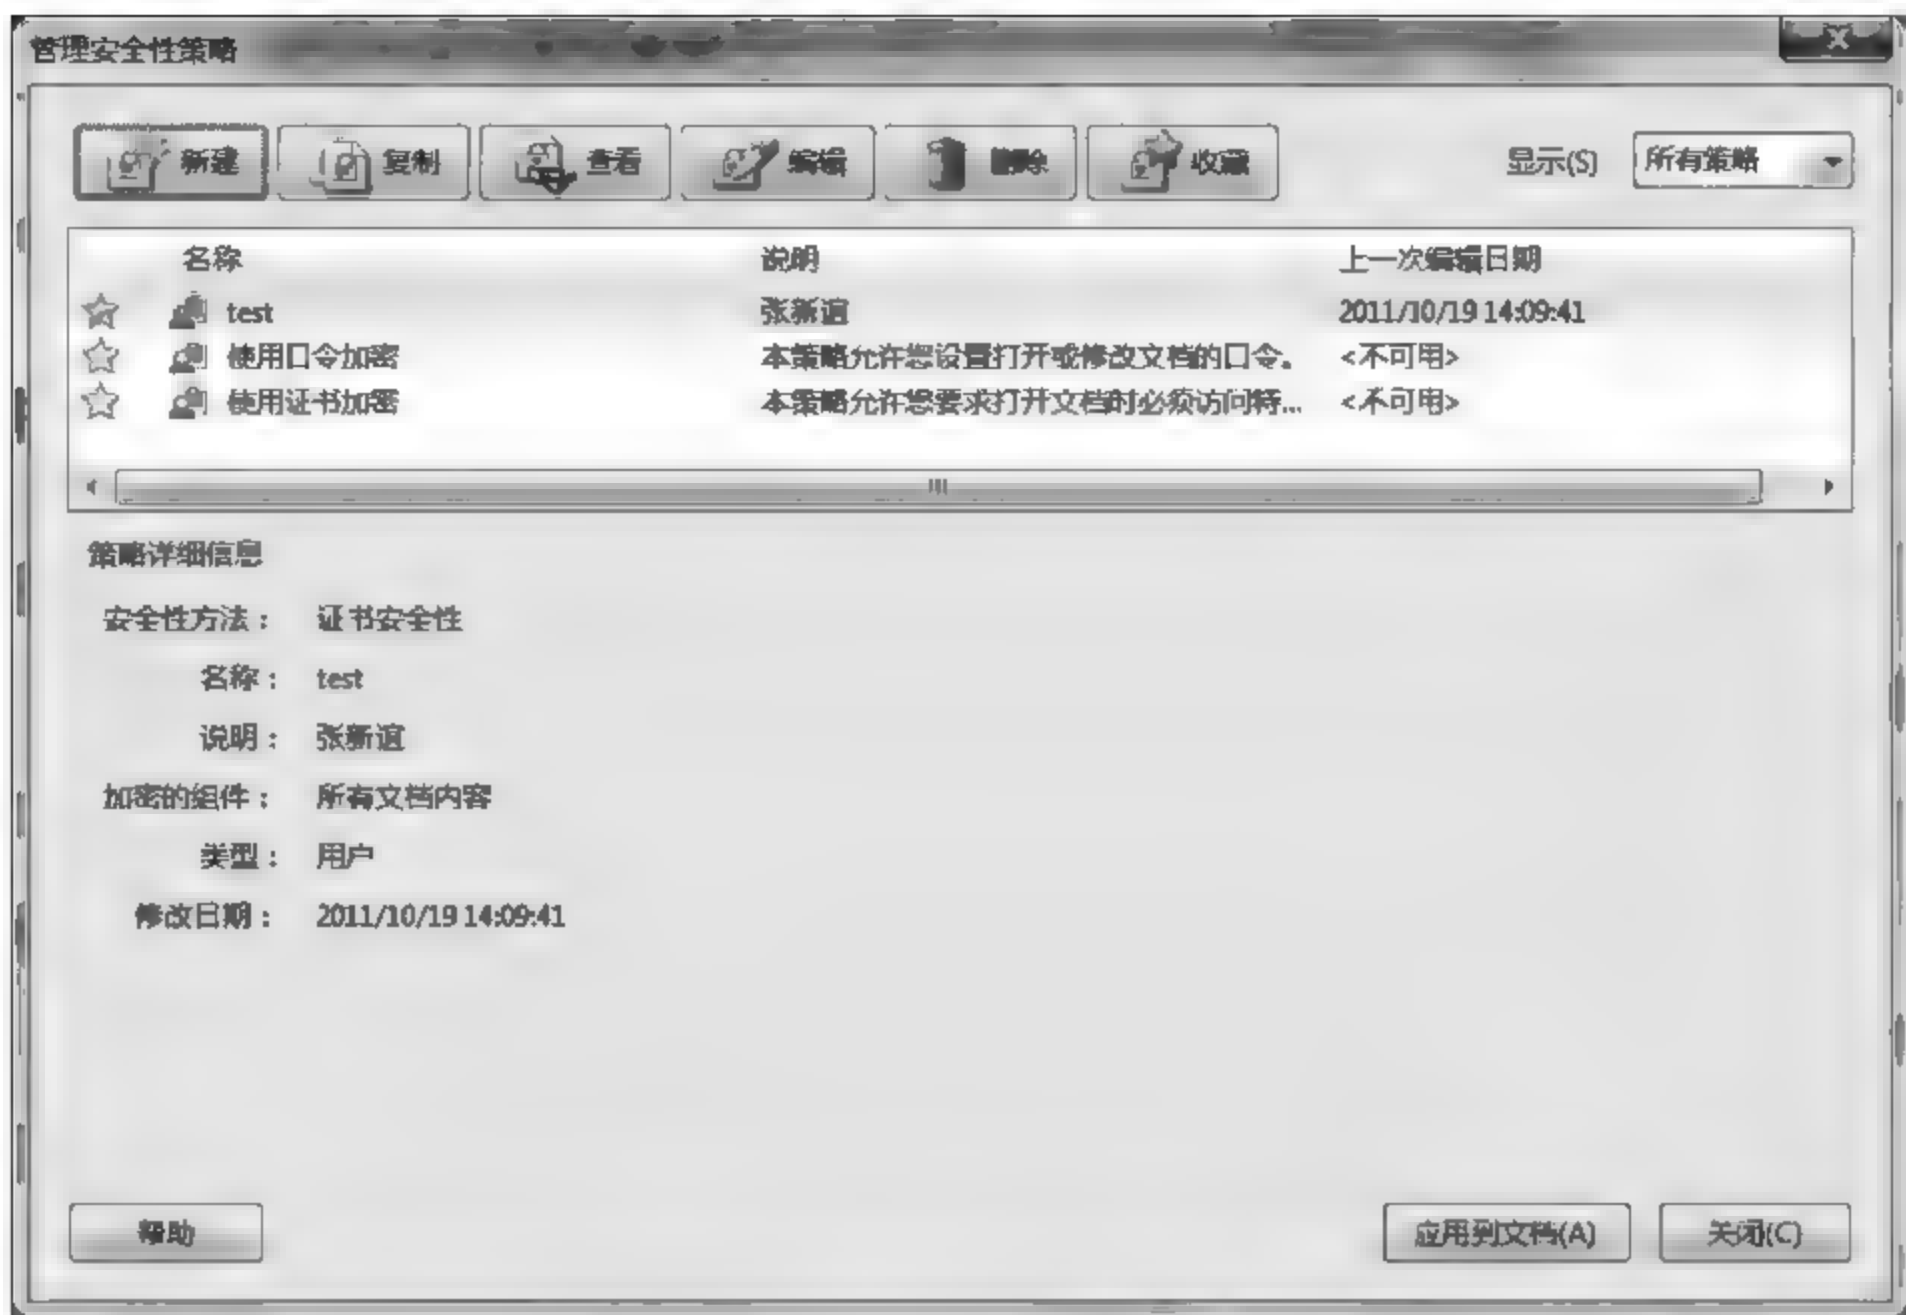 管理安全性策略
新建 复制 查看 编辑 删除 收藏 显示(S) 所有策略
名称 说明 上一次编辑日期
test 张新谊 2011/10/19 14:09:41
使用口令加密 本策略允许您设置打开或修改文档的口令。 <不可用>
使用证书加密 本策略允许您要求打开文档时必须访问特... <不可用>
策略详细信息
安全性方法： 证书安全性
名称： test
说明： 张新谊
加密的组件： 所有文档内容
类型： 用户
修改日期： 2011/10/19 14:09:41
帮助 应用到文档(A) 关闭(C)